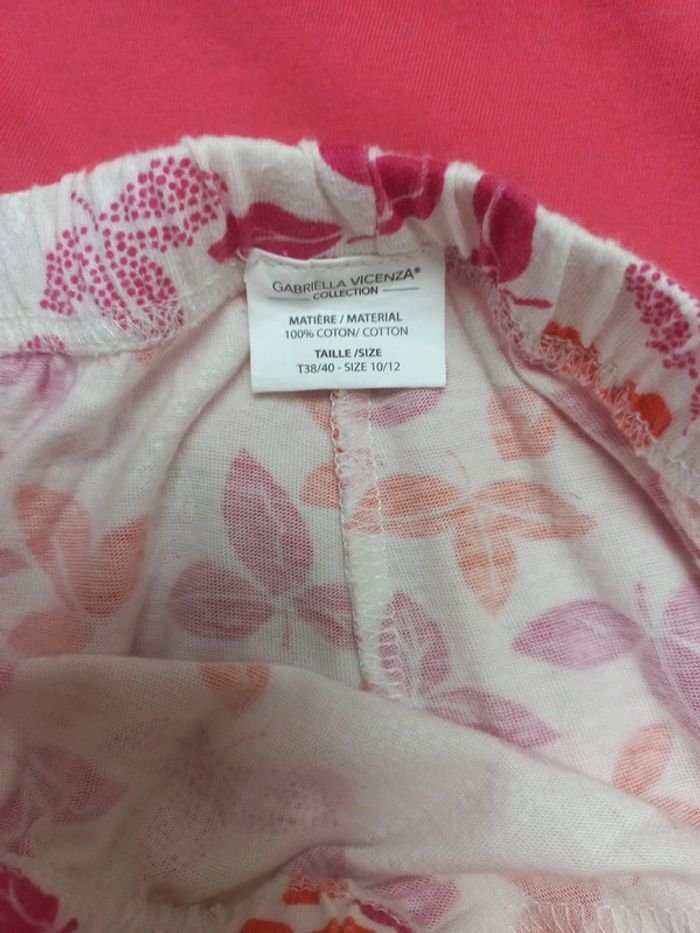 GABRIELLA VICENZA®
COLLECTION
MATIÈRE / MATERIAL
100% COTON/ COTTON
TAILLE /SIZE
T38/40 - SIZE 10/12